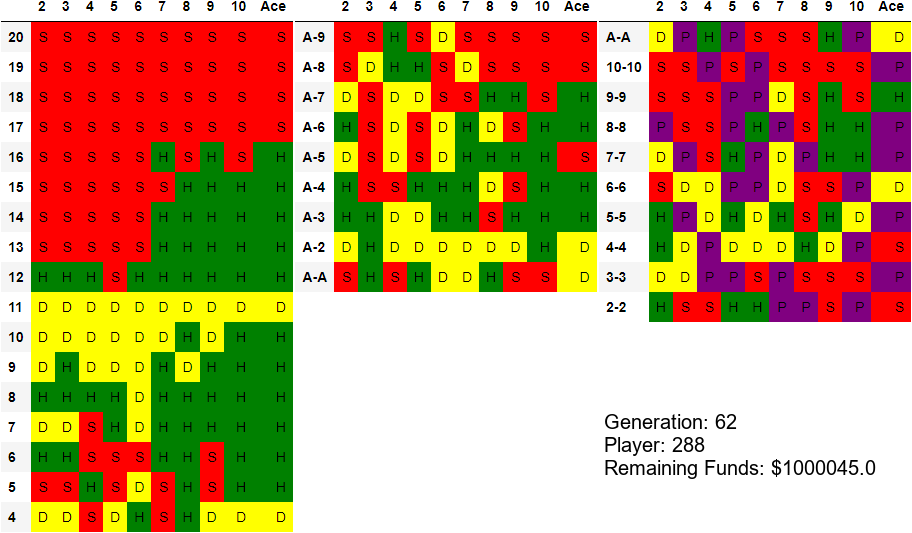 2 3 4 5 6 7 8 9 10 Ace
20 S S S S S S S S S S
19 S S S S S S S S S S
18 S S S S S S S S S S
17 S S S S S S S S S S
16 S S S S S H S H S H
15 S S S S S S H H H H
14 S S S S S H H H H H
13 S S S S S H H H H H
12 H H H S H H H H H H
11 D D D D D D D D D D
10 D D D D D D H D H H
9 D H D D D H D H H H
8 H H H H D H H H H H
7 D D S H D H H H H H
6 H H S S S H H S H H
5 S S H S D S H S H H
4 D D S D H S H D D D
2 3 4 5 6 7 8 9 10 Ace
A-9 S S H S D S S S S S
A-8 S D H H S D S S S S
A-7 D S D D S S H H S H
A-6 H S D S D H D S H H
A-5 D S D S D H H H H S
A-4 H S S H H H D S H H
A-3 H H D D H H S H H H
A-2 D H D D D D D D H D
A-A S H S H D D H S S D
2 3 4 5 6 7 8 9 10 Ace
A-A D P H P S S S H P D
10-10 S S P S P S S S S P
9-9 S S S P P D S H S H
8-8 P S S P H P S H H P
7-7 D P S H P D P H H P
6-6 S D D P P D S S P D
5-5 H P D H D H S H D P
4-4 H D P D D D H D P S
3-3 D D P P S P S S S P
2-2 H S S H H P P S P S
Generation: 62
Player: 288
Remaining Funds: $1000045.0